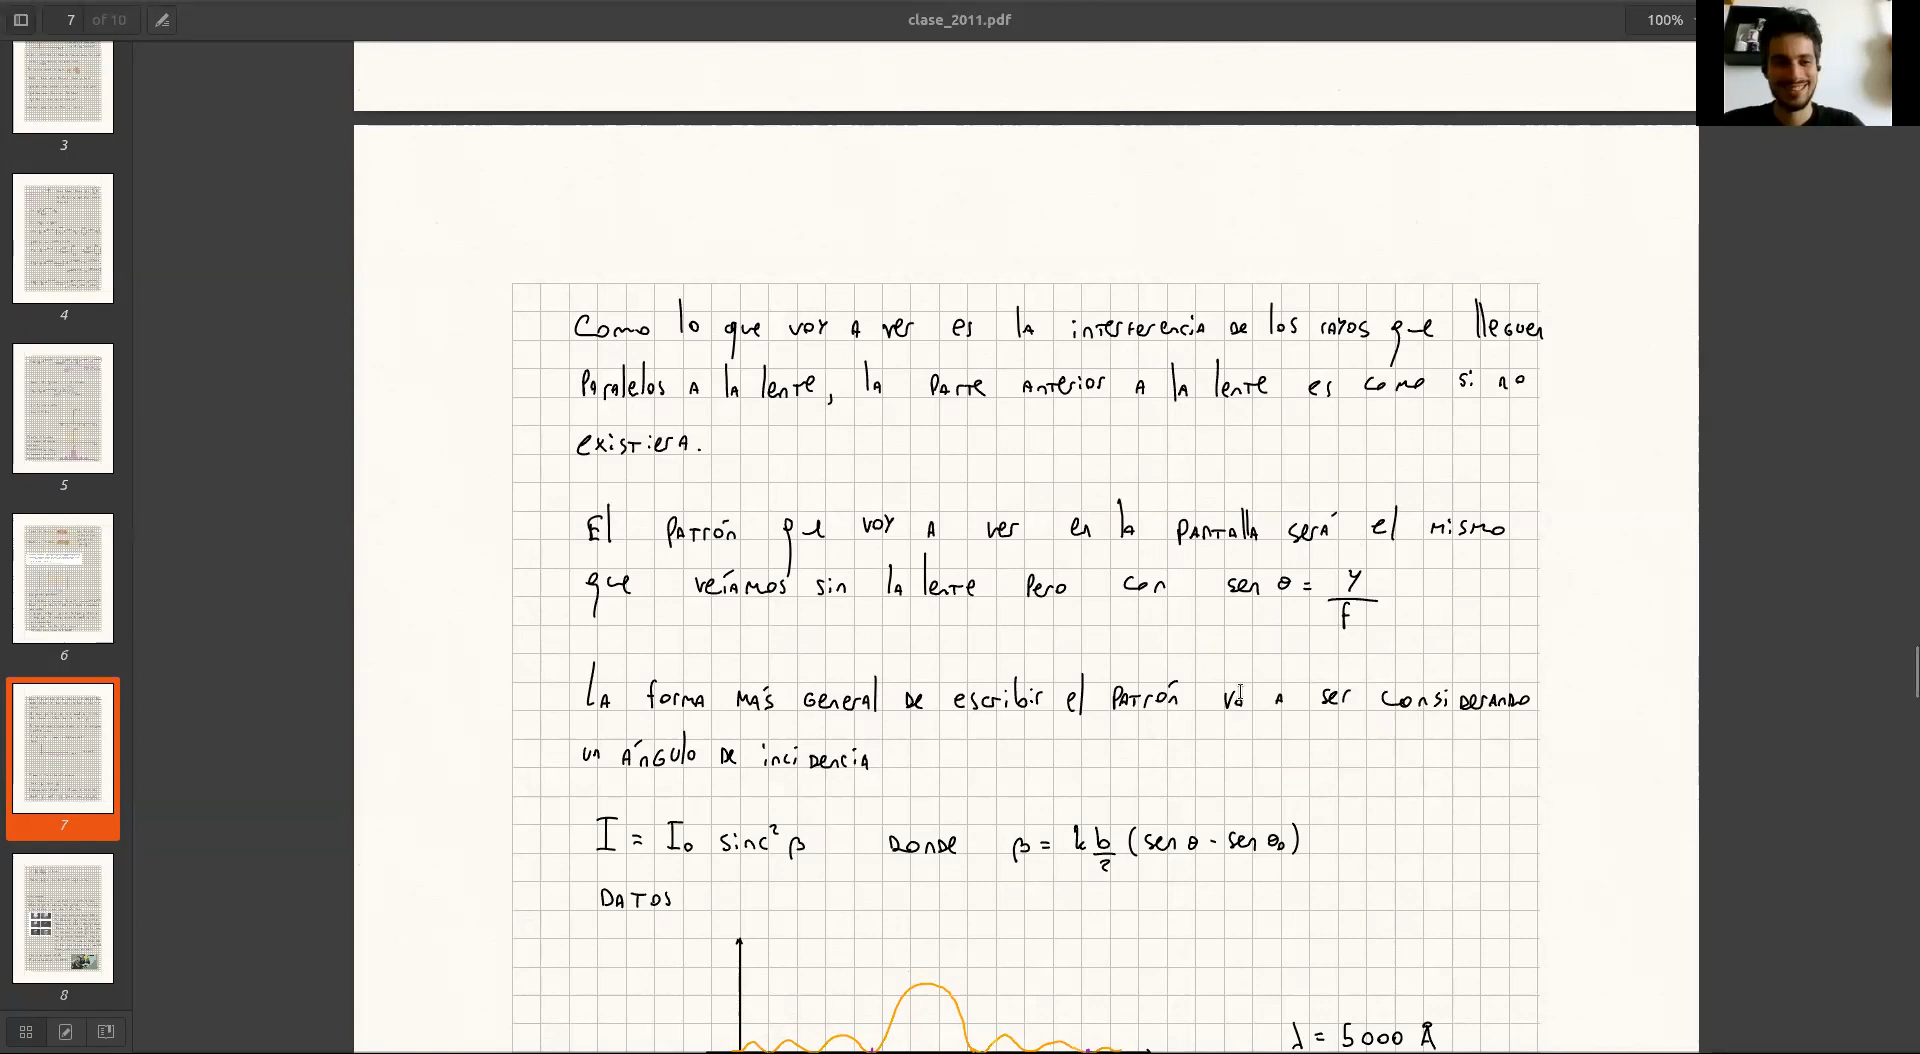 7 of 10
clase_2011.pdf
100%
3
4
5
6
7
8
Como lo que voy a ver es la interferencia de los rayos que lleguen
paralelos a la lente, la parte anterior a la lente es como si no
existiera.
El patrón que voy a ver en la pantalla será el mismo
que veíamos sin la lente pero con sen θ = y/f
La forma más general de escribir el patrón va a ser considerando
un ángulo de incidencia
I = I₀ sinc² β donde β = k b/2 (sen θ - sen θ₀)
Datos
λ = 5000 Å